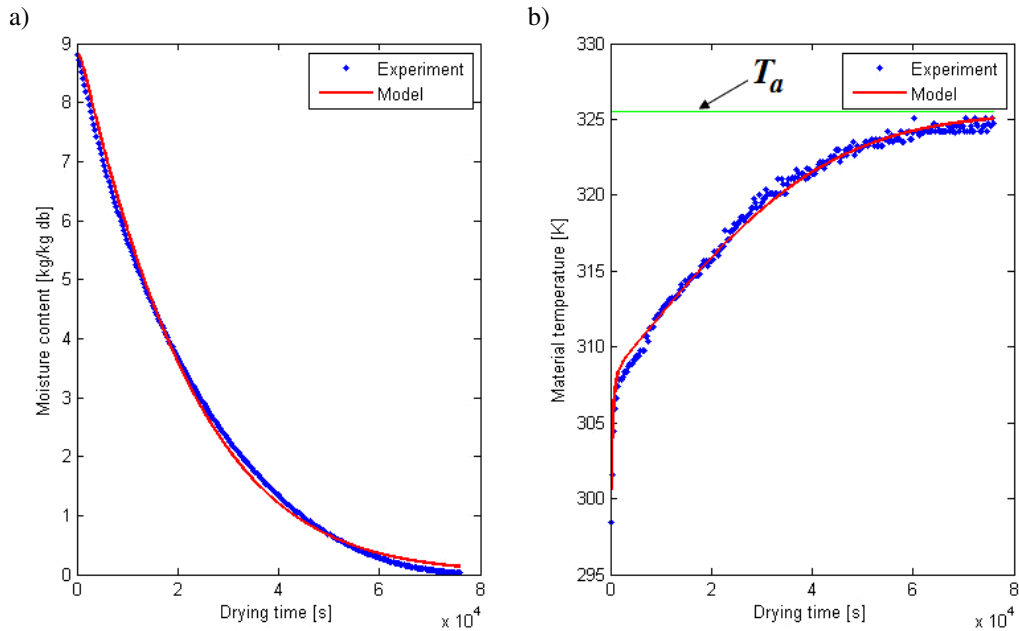 a)
9
8
7
6
5
4
3
2
1
0
Moisture content [kg/kg db]
Experiment
Model
0 2 4 6 8
Drying time [s]
x 10^4
b)
330
325
320
315
310
305
300
295
Material temperature [K]
T_a
Experiment
Model
0 2 4 6 8
Drying time [s]
x 10^4